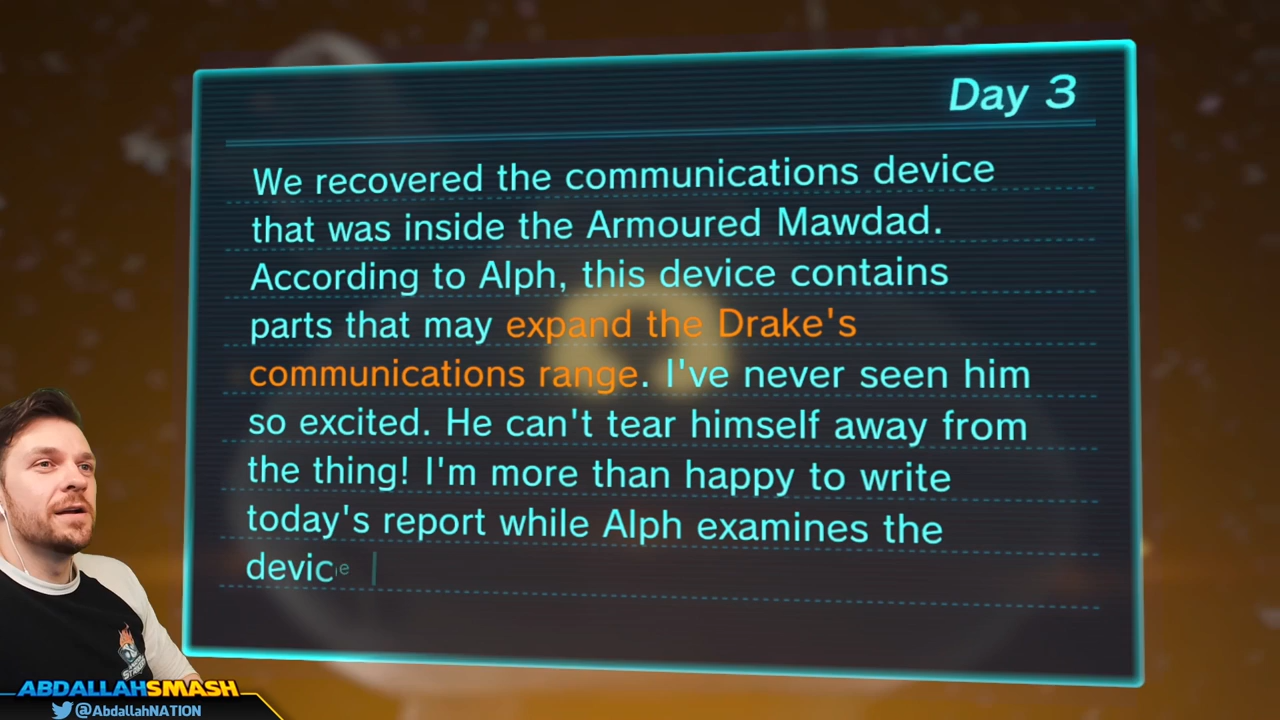 Day 3
We recovered the communications device
that was inside the Armoured Mawdad.
According to Alph, this device contains
parts that may expand the Drake's
communications range. I've never seen him
so excited. He can't tear himself away from
the thing! I'm more than happy to write
today's report while Alph examines the
device
ABDALLAHSMASH
@AbdallahNATION